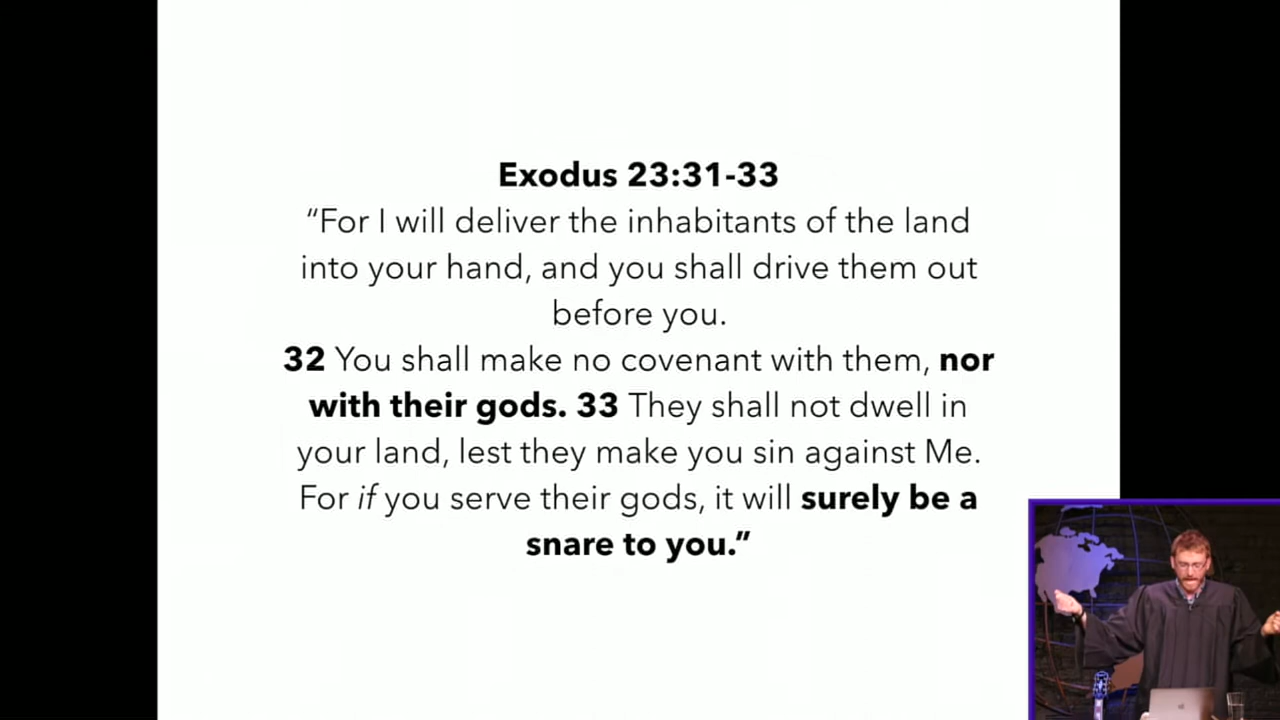 Exodus 23:31-33
“For I will deliver the inhabitants of the land
into your hand, and you shall drive them out
before you.
32 You shall make no covenant with them, nor
with their gods. 33 They shall not dwell in
your land, lest they make you sin against Me.
For if you serve their gods, it will surely be a
snare to you.”